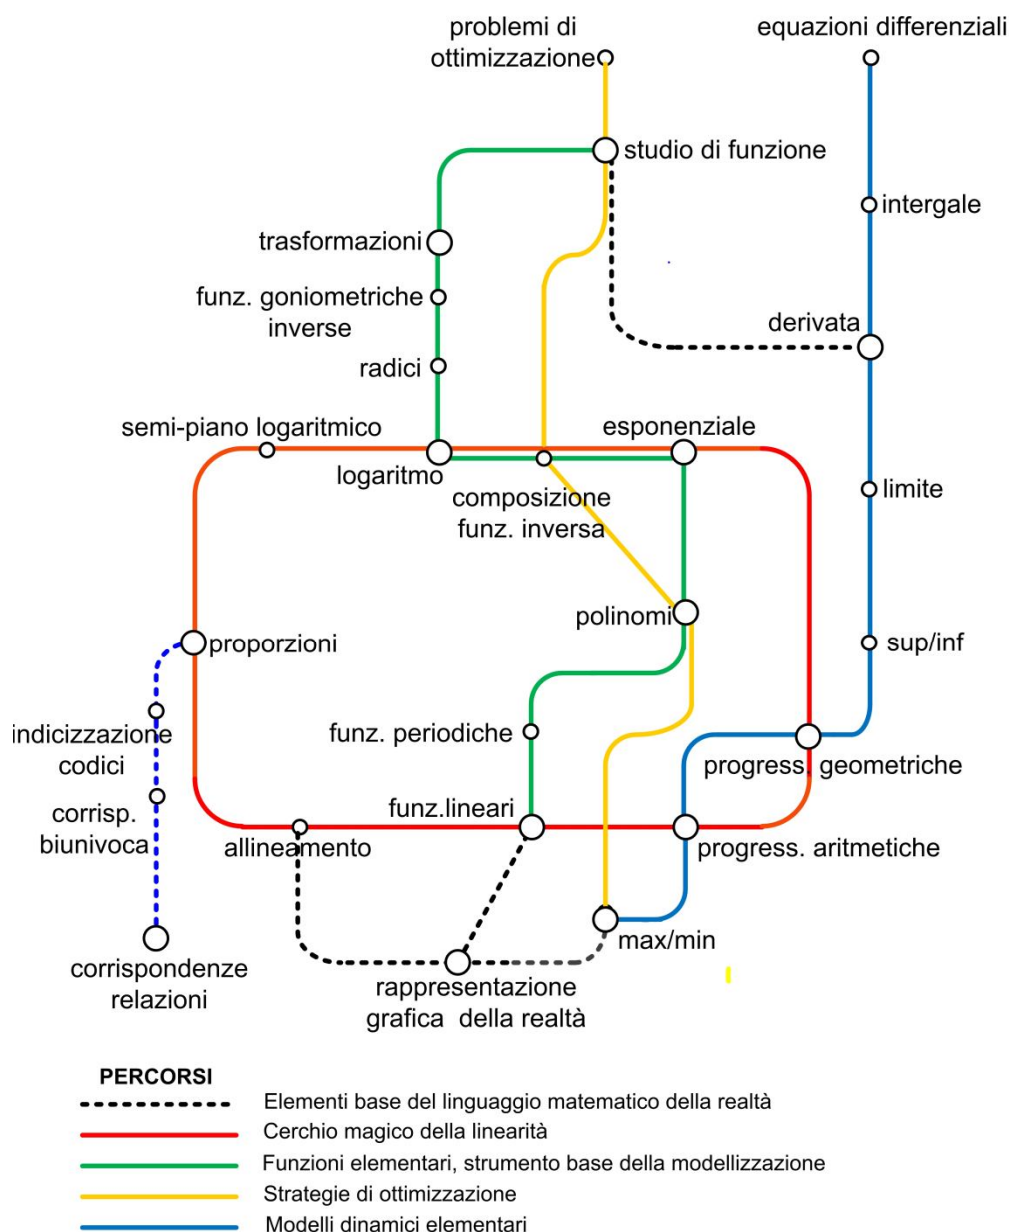 problemi di
ottimizzazione
equazioni differenziali
studio di funzione
intergale
trasformazioni
funz. goniometriche
inverse
derivata
radici
semi-piano logaritmico
esponenziale
logaritmo
composizione
funz. inversa
limite
polinomi
proporzioni
sup/inf
indicizzazione
codici
funz. periodiche
progress. geometriche
corrisp.
biunivoca
funz.lineari
allineamento
progress. aritmetiche
max/min
corrispondenze
relazioni
rappresentazione
grafica della realtà
PERCORSI
Elementi base del linguaggio matematico della realtà
Cerchio magico della linearità
Funzioni elementari, strumento base della modellizzazione
Strategie di ottimizzazione
Modelli dinamici elementari